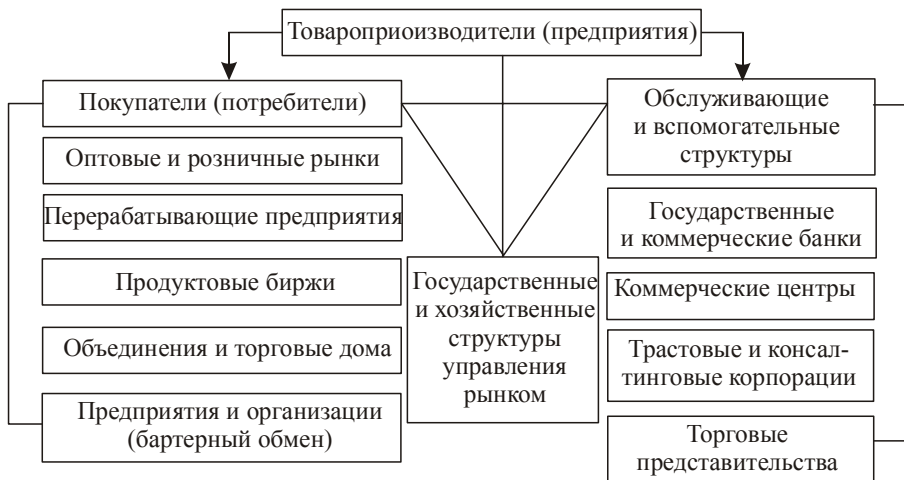 Товароприоизводители (предприятия)
Покупатели (потребители)
Оптовые и розничные рынки
Перерабатывающие предприятия
Продуктовые биржи
Объединения и торговые дома
Предприятия и организации
(бартерный обмен)
Государственные
и хозяйственные
структуры
управления
рынком
Обслуживающие
и вспомогательные
структуры
Государственные
и коммерческие банки
Коммерческие центры
Трастовые и консал-
тинговые корпорации
Торговые
представительства